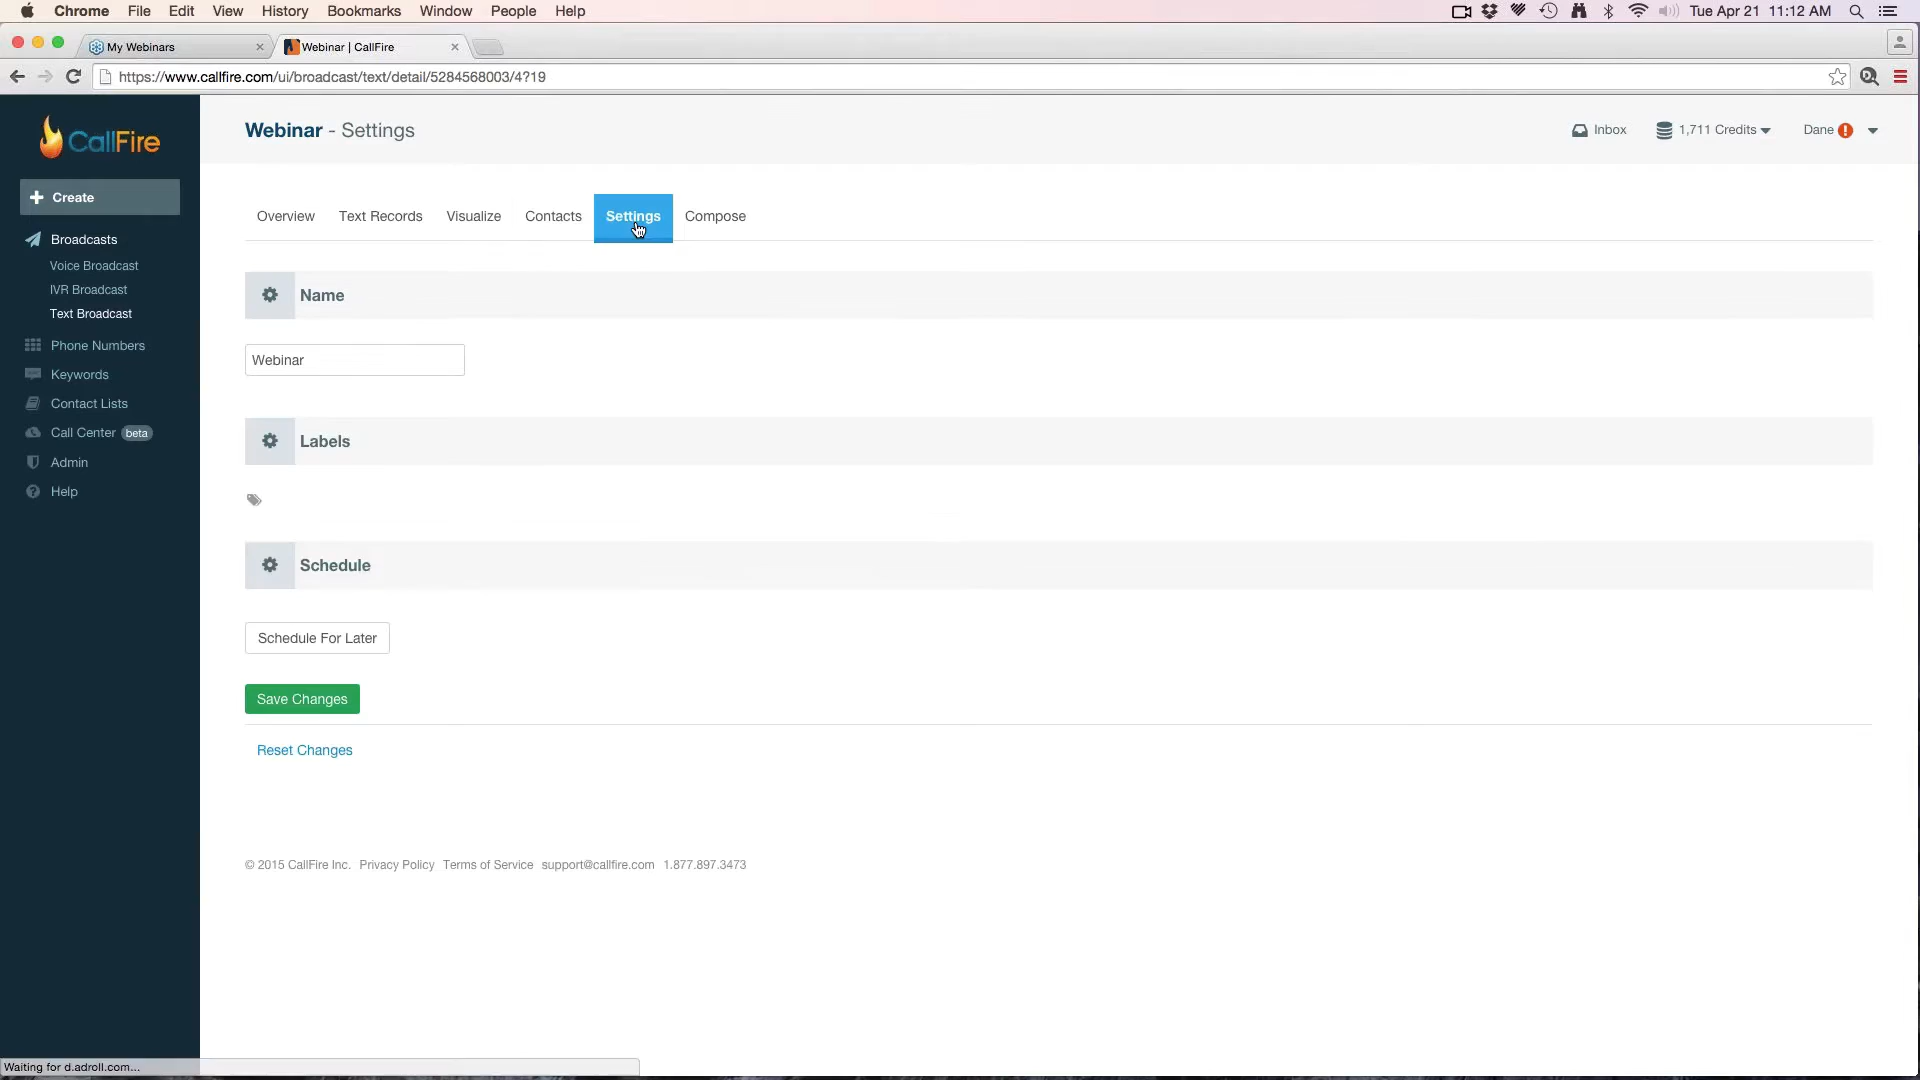 Chrome File Edit View History Bookmarks Window People Help Tue Apr 21 11:12 AM
My Webinars Webinar | CallFire
https://www.callfire.com/ui/broadcast/text/detail/5284568003/4?19
CallFire
Webinar - Settings
Inbox 1,711 Credits Dane !
Create
Broadcasts
Voice Broadcast
IVR Broadcast
Text Broadcast
Phone Numbers
Keywords
Contact Lists
Call Center beta
Admin
Help
Overview Text Records Visualize Contacts Settings Compose
Name
Webinar
Labels
Schedule
Schedule For Later
Save Changes
Reset Changes
© 2015 CallFire Inc. Privacy Policy Terms of Service support@callfire.com 1.877.897.3473
Waiting for d.adroll.com...